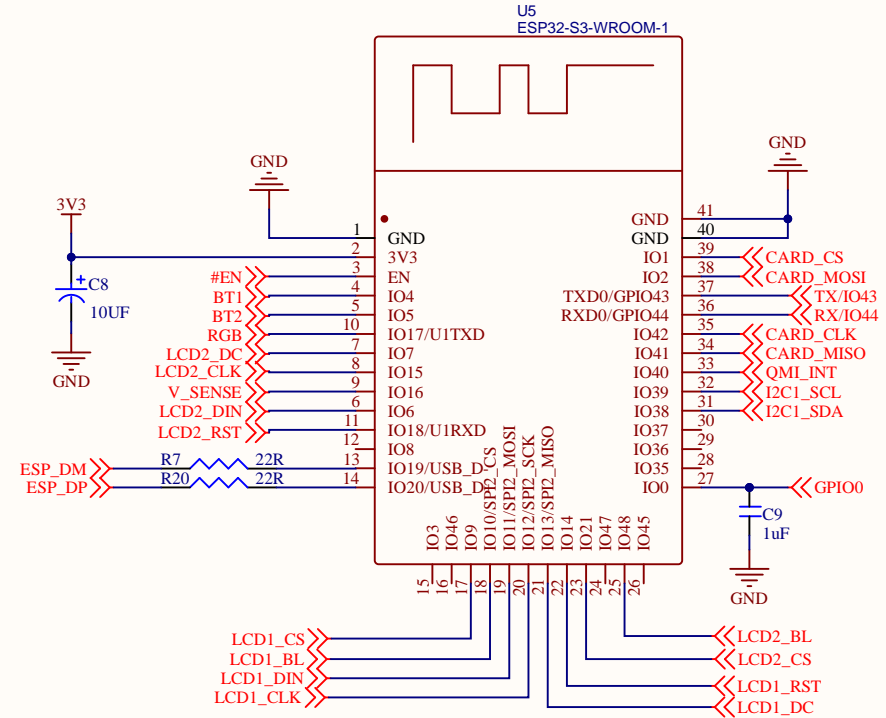 U5
ESP32-S3-WROOM-1
GND
GND
3V3
1
GND
2
3V3
3
EN
4
IO4
5
IO5
10
IO17/U1TXD
7
IO7
8
IO15
9
IO16
6
IO6
11
IO18/U1RXD
12
IO8
13
IO19/USB_D-
14
IO20/USB_D
#EN
BT1
BT2
RGB
LCD2_DC
LCD2_CLK
V_SENSE
LCD2_DIN
LCD2_RST
+
C8
10UF
GND
ESP_DM
R7
22R
ESP_DP
R20
22R
GND
41
GND
40
IO1
39
CARD_CS
IO2
38
CARD_MOSI
TXD0/GPIO43
37
TX/IO43
RXD0/GPIO44
36
RX/IO44
IO42
35
CARD_CLK
IO41
34
CARD_MISO
IO40
33
QMI_INT
IO39
32
I2C1_SCL
IO38
31
I2C1_SDA
IO37
30
IO36
29
IO35
28
IO0
27
GPIO0
C9
1uF
GND
IO3
IO46
IO9
IO10/SPI2_CS
IO11/SPI2_MOSI
IO12/SPI2_SCK
IO13/SPI2_MISO
IO14
IO21
IO47
IO48
IO45
15
16
17
18
19
20
21
22
23
24
25
26
LCD1_CS
LCD1_BL
LCD1_DIN
LCD1_CLK
LCD2_BL
LCD2_CS
LCD1_RST
LCD1_DC